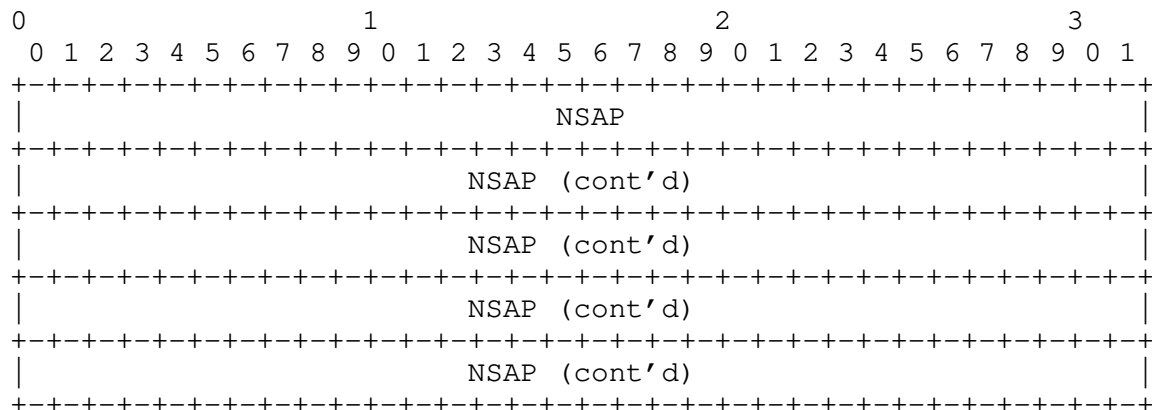 0                   1                   2                   3
 0 1 2 3 4 5 6 7 8 9 0 1 2 3 4 5 6 7 8 9 0 1 2 3 4 5 6 7 8 9 0 1
+-+-+-+-+-+-+-+-+-+-+-+-+-+-+-+-+-+-+-+-+-+-+-+-+-+-+-+-+-+-+-+-+
|                              NSAP                             |
+-+-+-+-+-+-+-+-+-+-+-+-+-+-+-+-+-+-+-+-+-+-+-+-+-+-+-+-+-+-+-+-+
|                         NSAP (cont’d)                         |
+-+-+-+-+-+-+-+-+-+-+-+-+-+-+-+-+-+-+-+-+-+-+-+-+-+-+-+-+-+-+-+-+
|                         NSAP (cont’d)                         |
+-+-+-+-+-+-+-+-+-+-+-+-+-+-+-+-+-+-+-+-+-+-+-+-+-+-+-+-+-+-+-+-+
|                         NSAP (cont’d)                         |
+-+-+-+-+-+-+-+-+-+-+-+-+-+-+-+-+-+-+-+-+-+-+-+-+-+-+-+-+-+-+-+-+
|                         NSAP (cont’d)                         |
+-+-+-+-+-+-+-+-+-+-+-+-+-+-+-+-+-+-+-+-+-+-+-+-+-+-+-+-+-+-+-+-+